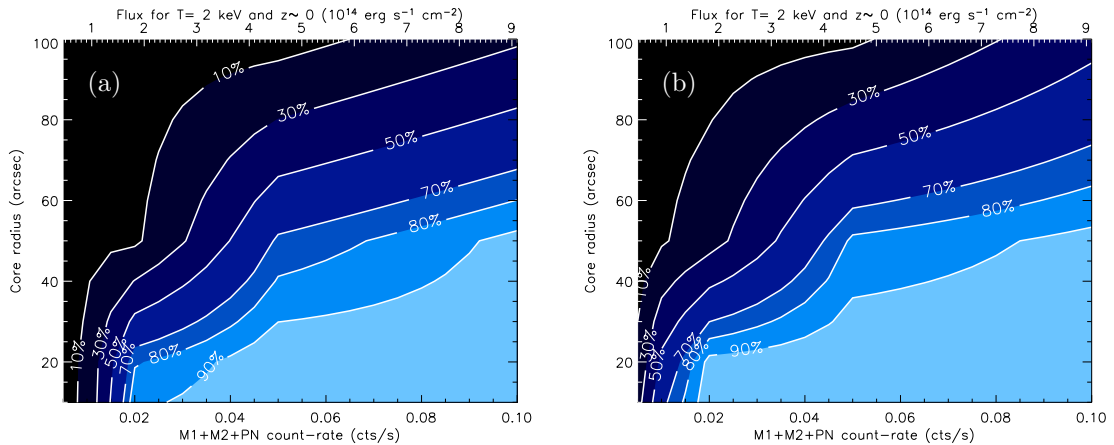 Flux for T= 2 keV and z~ 0 (10¹⁴ erg s⁻¹ cm⁻²)
1 2 3 4 5 6 7 8 9
100
80
60
40
20
Core radius (arcsec)
(a)
10%
30%
50%
70%
80%
10%
30%
50%
70%
80%
90%
0.02 0.04 0.06 0.08 0.10
M1+M2+PN count-rate (cts/s)
Flux for T= 2 keV and z~ 0 (10¹⁴ erg s⁻¹ cm⁻²)
1 2 3 4 5 6 7 8 9
100
80
60
40
20
Core radius (arcsec)
(b)
30%
50%
70%
80%
10%
30%
50%
70%
80%
90%
0.02 0.04 0.06 0.08 0.10
M1+M2+PN count-rate (cts/s)